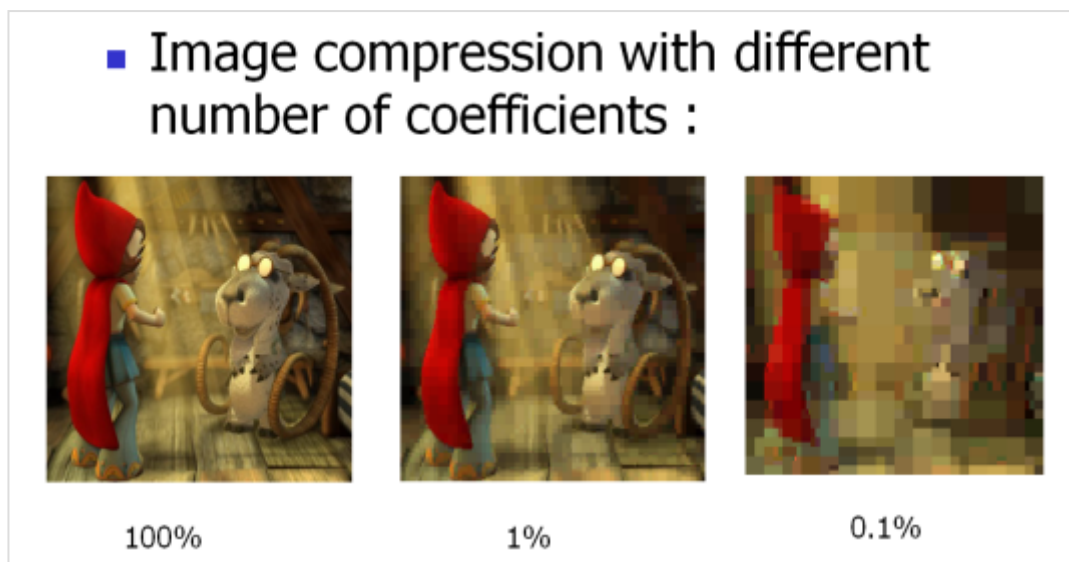 Image compression with different
number of coefficients :
100%
1%
0.1%